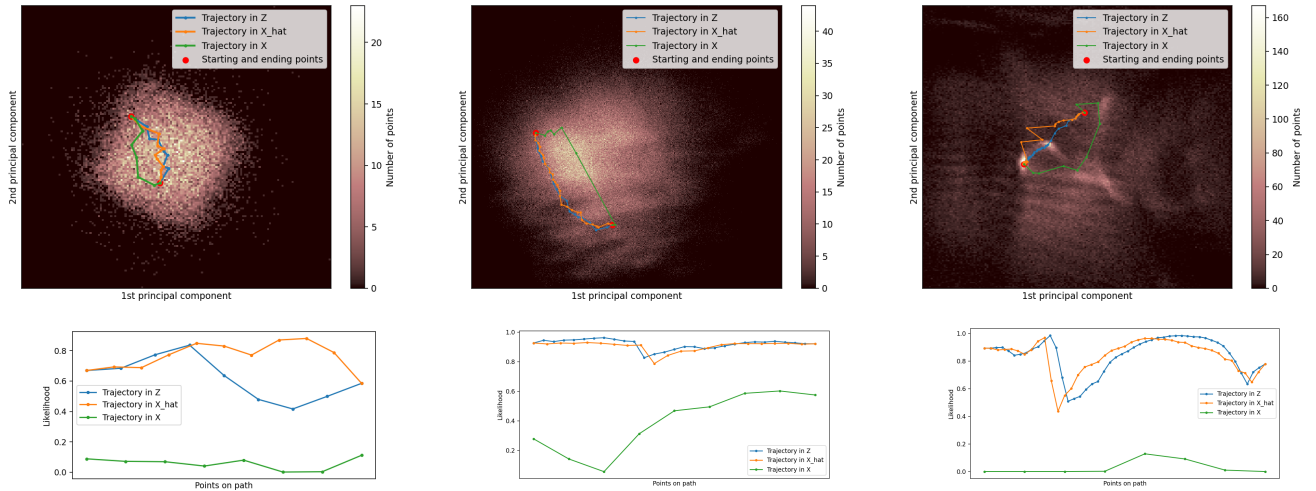 Trajectory in Z
Trajectory in X_hat
Trajectory in X
Starting and ending points
2nd principal component
1st principal component
20
15
10
5
0
Number of points
Trajectory in Z
Trajectory in X_hat
Trajectory in X
Starting and ending points
2nd principal component
1st principal component
40
35
30
25
20
15
10
5
0
Number of points
Trajectory in Z
Trajectory in X_hat
Trajectory in X
Starting and ending points
2nd principal component
1st principal component
160
140
120
100
80
60
40
20
0
Number of points
0.8
0.6
0.4
0.2
0.0
Likelihood
Trajectory in Z
Trajectory in X_hat
Trajectory in X
Points on path
1.0
0.8
0.6
0.4
0.2
Likelihood
Trajectory in Z
Trajectory in X_hat
Trajectory in X
Points on path
1.0
0.8
0.6
0.4
0.2
0.0
Likelihood
Trajectory in Z
Trajectory in X_hat
Trajectory in X
Points on path